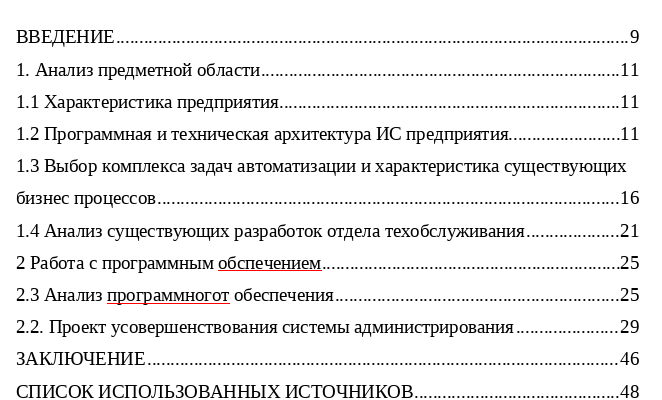 ВВЕДЕНИЕ.....9
1. Анализ предметной области.....11
1.1 Характеристика предприятия.....11
1.2 Программная и техническая архитектура ИС предприятия.....11
1.3 Выбор комплекса задач автоматизации и характеристика существующих
бизнес процессов.....16
1.4 Анализ существующих разработок отдела техобслуживания.....21
2 Работа с программным обспечением.....25
2.3 Анализ программногот обеспечения.....25
2.2. Проект усовершенствования системы администрирования.....29
ЗАКЛЮЧЕНИЕ.....46
СПИСОК ИСПОЛЬЗОВАННЫХ ИСТОЧНИКОВ.....48